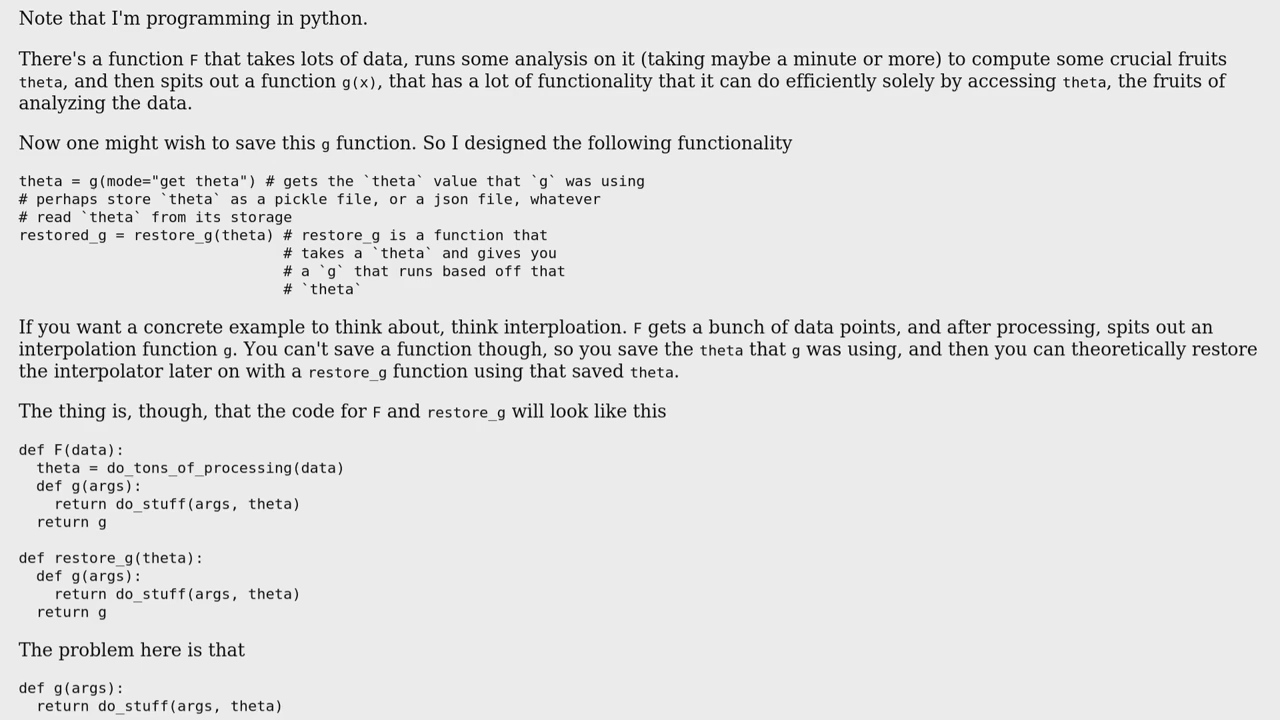 Note that I'm programming in python.
There's a function F that takes lots of data, runs some analysis on it (taking maybe a minute or more) to compute some crucial fruits
theta, and then spits out a function g(x), that has a lot of functionality that it can do efficiently solely by accessing theta, the fruits of
analyzing the data.
Now one might wish to save this g function. So I designed the following functionality
theta = g(mode="get theta") # gets the `theta` value that `g` was using
# perhaps store `theta` as a pickle file, or a json file, whatever
# read `theta` from its storage
restored_g = restore_g(theta) # restore_g is a function that
                              # takes a `theta` and gives you
                              # a `g` that runs based off that
                              # `theta`
If you want a concrete example to think about, think interploation. F gets a bunch of data points, and after processing, spits out an
interpolation function g. You can't save a function though, so you save the theta that g was using, and then you can theoretically restore
the interpolator later on with a restore_g function using that saved theta.
The thing is, though, that the code for F and restore_g will look like this
def F(data):
  theta = do_tons_of_processing(data)
  def g(args):
    return do_stuff(args, theta)
  return g
def restore_g(theta):
  def g(args):
    return do_stuff(args, theta)
  return g
The problem here is that
def g(args):
  return do_stuff(args, theta)